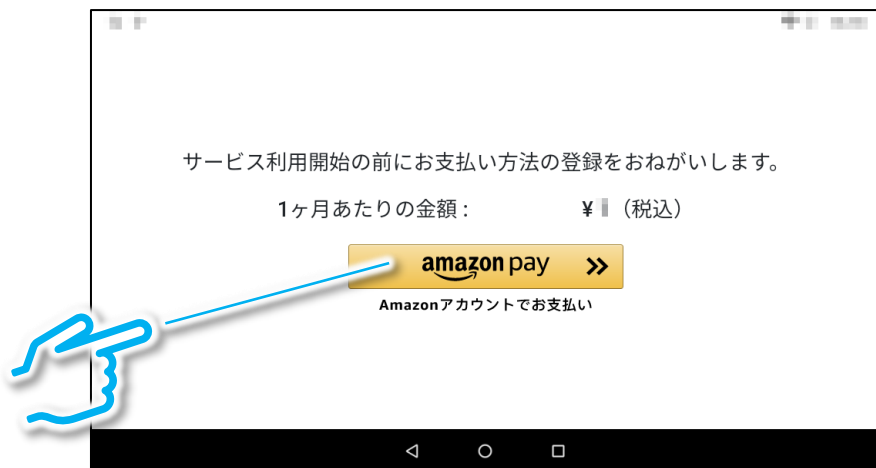 サービス利用開始の前にお支払い方法の登録をおねがいします。
1ヶ月あたりの金額： ¥ （税込）
amazon pay
Amazonアカウントでお支払い